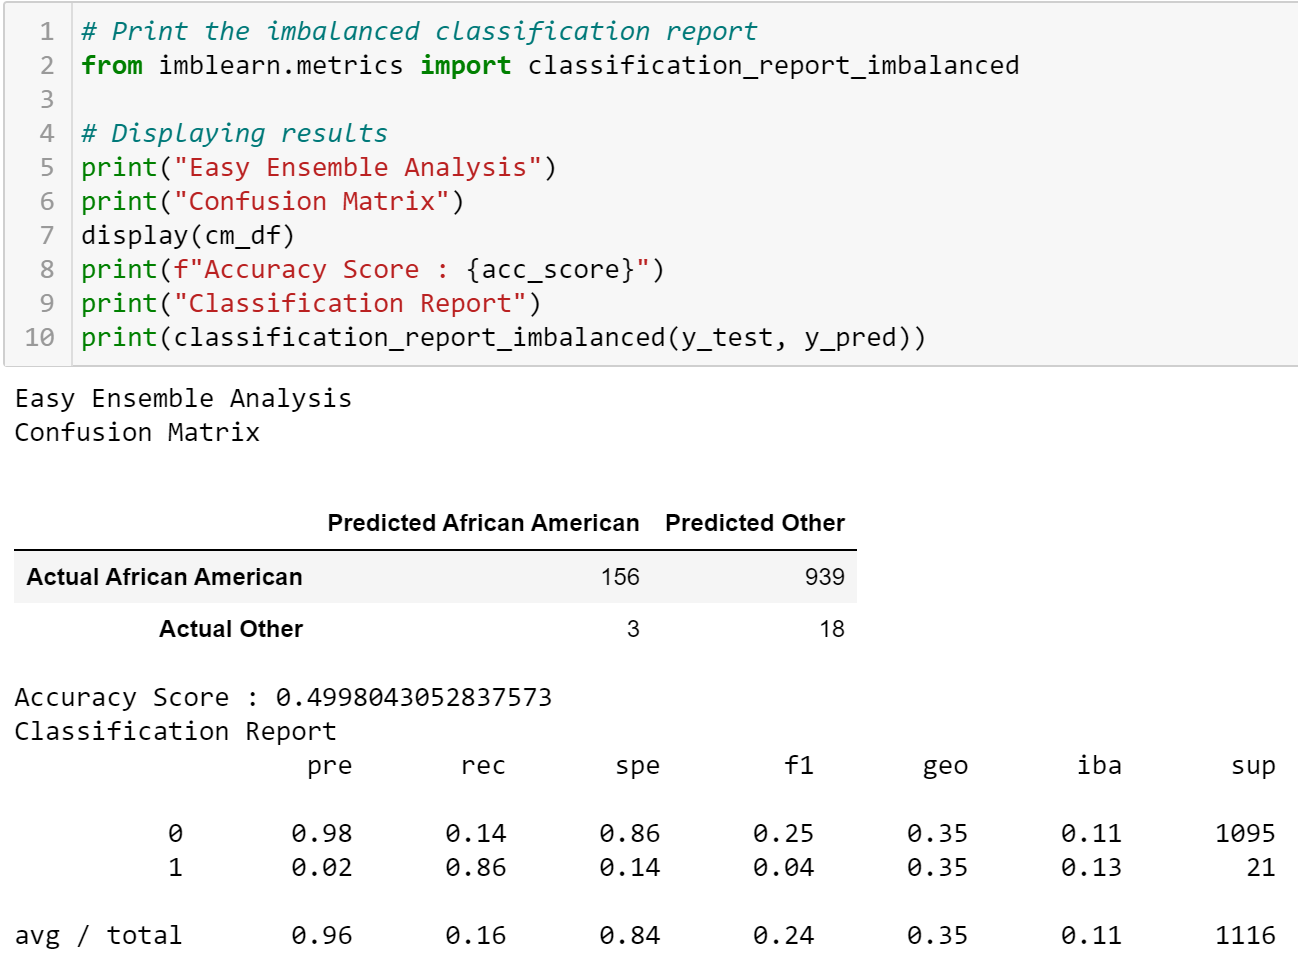 1 # Print the imbalanced classification report
2 from imblearn.metrics import classification_report_imbalanced
3
4 # Displaying results
5 print("Easy Ensemble Analysis")
6 print("Confusion Matrix")
7 display(cm_df)
8 print(f"Accuracy Score : {acc_score}")
9 print("Classification Report")
10 print(classification_report_imbalanced(y_test, y_pred))
Easy Ensemble Analysis
Confusion Matrix
Predicted African American Predicted Other
Actual African American 156 939
Actual Other 3 18
Accuracy Score : 0.4998043052837573
Classification Report
pre rec spe f1 geo iba sup
0 0.98 0.14 0.86 0.25 0.35 0.11 1095
1 0.02 0.86 0.14 0.04 0.35 0.13 21
avg / total 0.96 0.16 0.84 0.24 0.35 0.11 1116